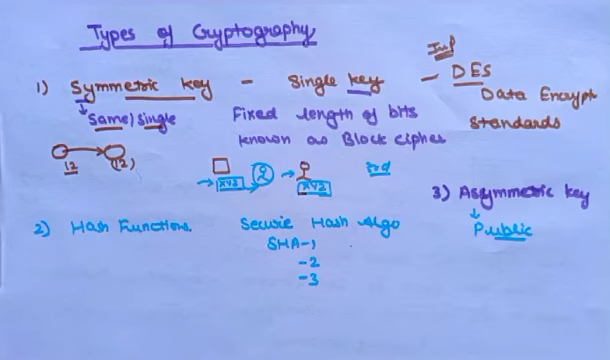 Types of Cryptography
Imp
1) Symmetric key - Single key - DES
Same/Single
Data Encrypt
Standards
Fixed length of bits
known as Block cipher
12
(12)
XYZ
2
XYZ
3rd
3) Asymmetric key
Public
2) Hash Functions
Secure Hash Algo
SHA-1
-2
-3